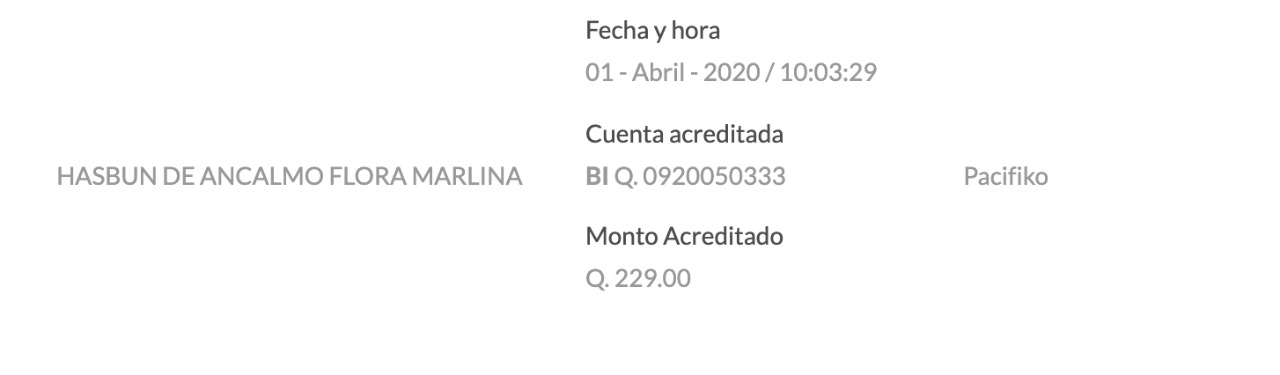 Fecha y hora
01 - Abril - 2020 / 10:03:29
Cuenta acreditada
HASBUN DE ANCALMO FLORA MARLINA BI Q. 0920050333 Pacifiko
Monto Acreditado
Q. 229.00